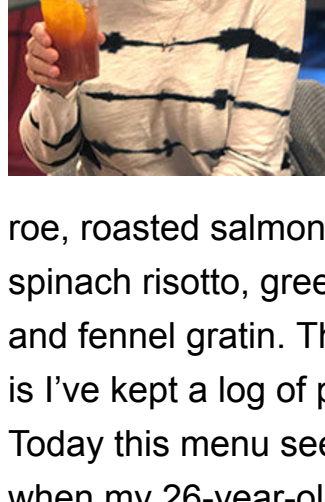 roe, roasted salmon
spinach risotto, gree
and fennel gratin. Th
is I've kept a log of p
Today this menu see
when my 26-year-ol